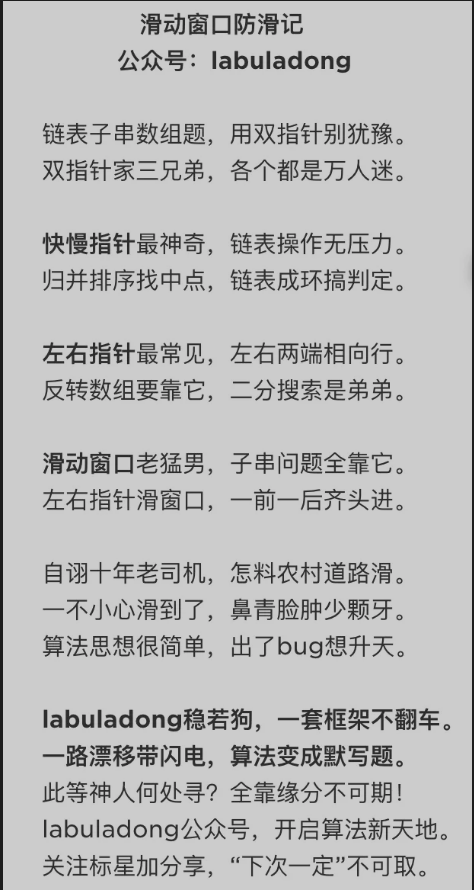 滑动窗口防滑记
公众号：labuladong
链表子串数组题，用双指针别犹豫。
双指针家三兄弟，各个都是万人迷。
快慢指针最神奇，链表操作无压力。
归并排序找中点，链表成环搞判定。
左右指针最常见，左右两端相向行。
反转数组要靠它，二分搜索是弟弟。
滑动窗口老猛男，子串问题全靠它。
左右指针滑窗口，一前一后齐头进。
自诩十年老司机，怎料农村道路滑。
一不小心滑到了，鼻青脸肿少颗牙。
算法思想很简单，出了bug想升天。
labuladong稳若狗，一套框架不翻车。
一路漂移带闪电，算法变成默写题。
此等神人何处寻？全靠缘分不可期！
labuladong公众号，开启算法新天地。
关注标星加分享，“下次一定”不可取。